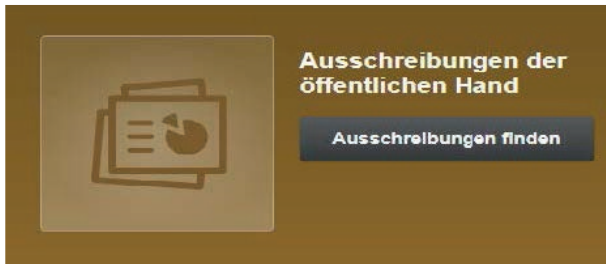 Ausschreibungen der
öffentlichen Hand
Ausschreibungen finden